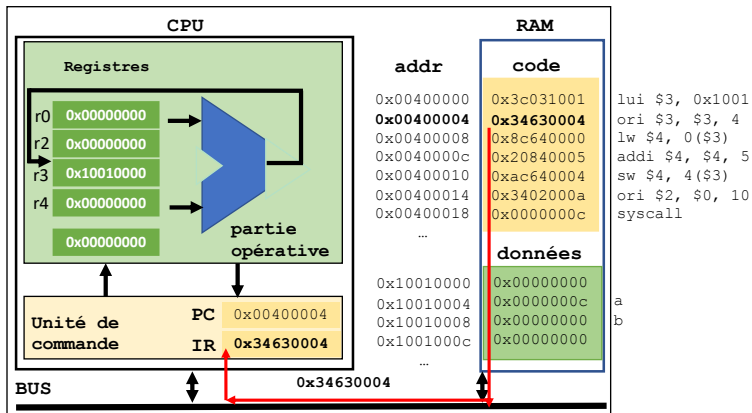 CPU
RAM
Registres
addr
code
r0 0x00000000
r2 0x00000000
r3 0x10010000
r4 0x00000000
0x00000000
partie
opérative
0x00400000 0x3c031001 lui $3, 0x1001
0x00400004 0x34630004 ori $3, $3, 4
0x00400008 0x8c640000 lw $4, 0($3)
0x0040000c 0x20840005 addi $4, $4, 5
0x00400010 0xac640004 sw $4, 4($3)
0x00400014 0x3402000a ori $2, $0, 10
0x00400018 0x0000000c syscall
…
données
0x10010000 0x00000000
0x10010004 0x0000000c a
0x10010008 0x00000000 b
0x1001000c 0x00000000
…
Unité de
commande
PC 0x00400004
IR 0x34630004
0x34630004
BUS